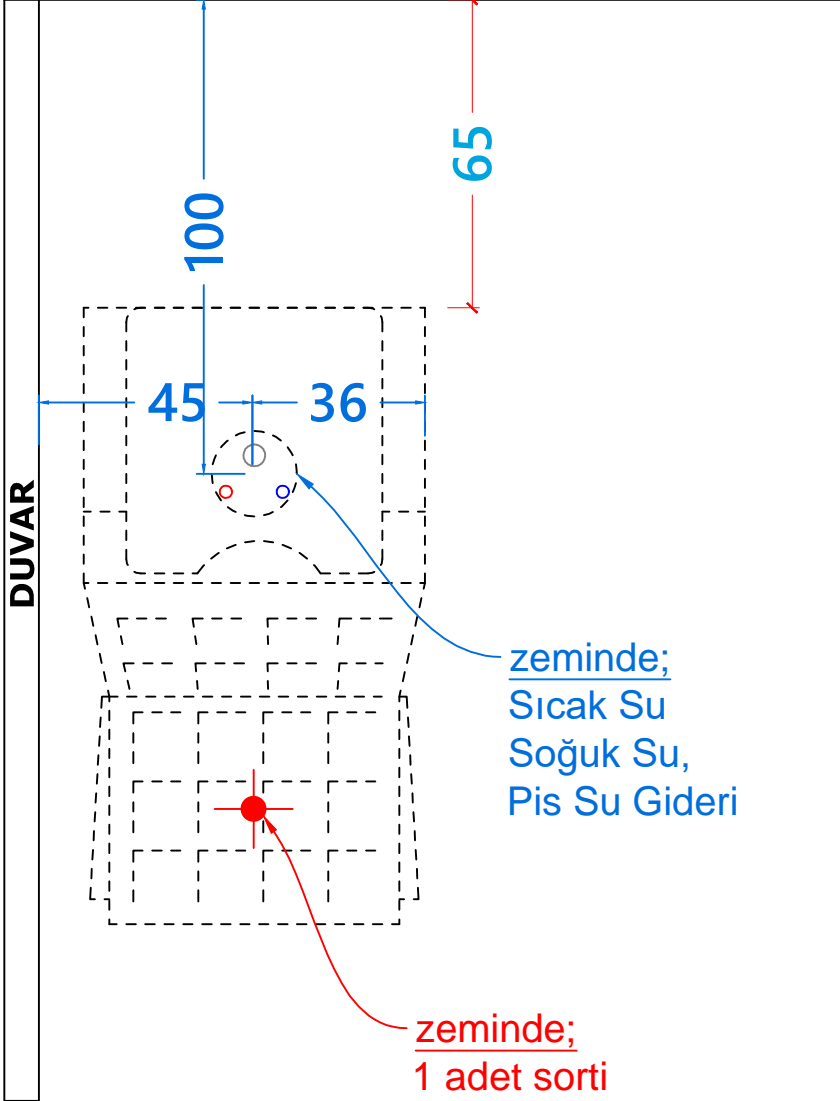 65
100
45
36
DUVAR
zeminde;
Sıcak Su
Soğuk Su,
Pis Su Gideri
zeminde;
1 adet sorti